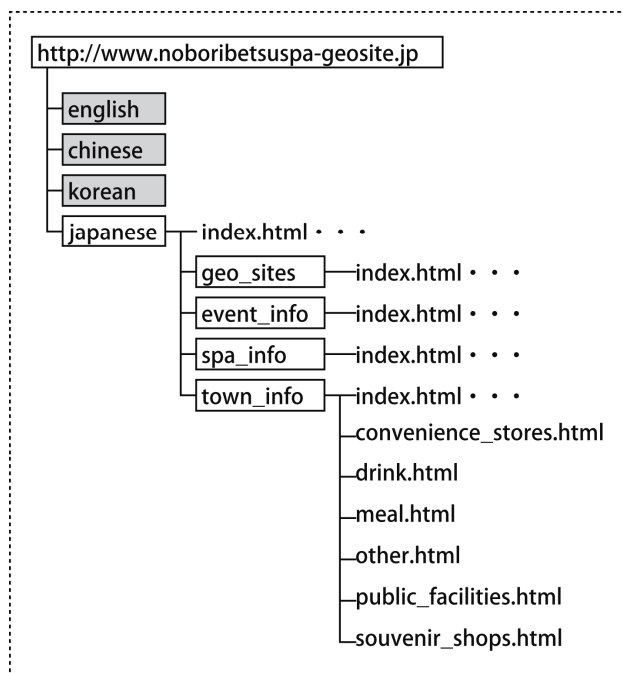 http://www.noboribetsuspa-geosite.jp
english
chinese
korean
japanese index.html・・・
geo_sites index.html・・・
event_info index.html・・・
spa_info index.html・・・
town_info index.html・・・
convenience_stores.html
drink.html
meal.html
other.html
public_facilities.html
souvenir_shops.html